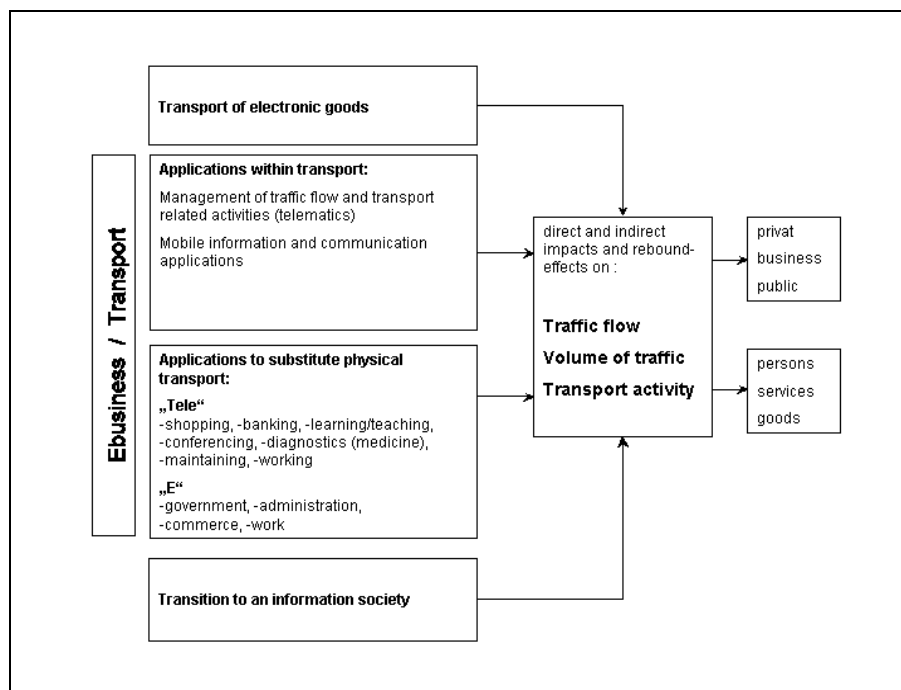 Transport of electronic goods
Ebusiness / Transport
Applications within transport:
Management of traffic flow and transport
related activities (telematics)
Mobile information and communication
applications
Applications to substitute physical
transport:
„Tele“
-shopping, -banking, -learning/teaching,
-conferencing, -diagnostics (medicine),
-maintaining, -working
„E“
-government, -administration,
-commerce, -work
Transition to an information society
direct and indirect
impacts and rebound-
effects on :
Traffic flow
Volume of traffic
Transport activity
privat
business
public
persons
services
goods